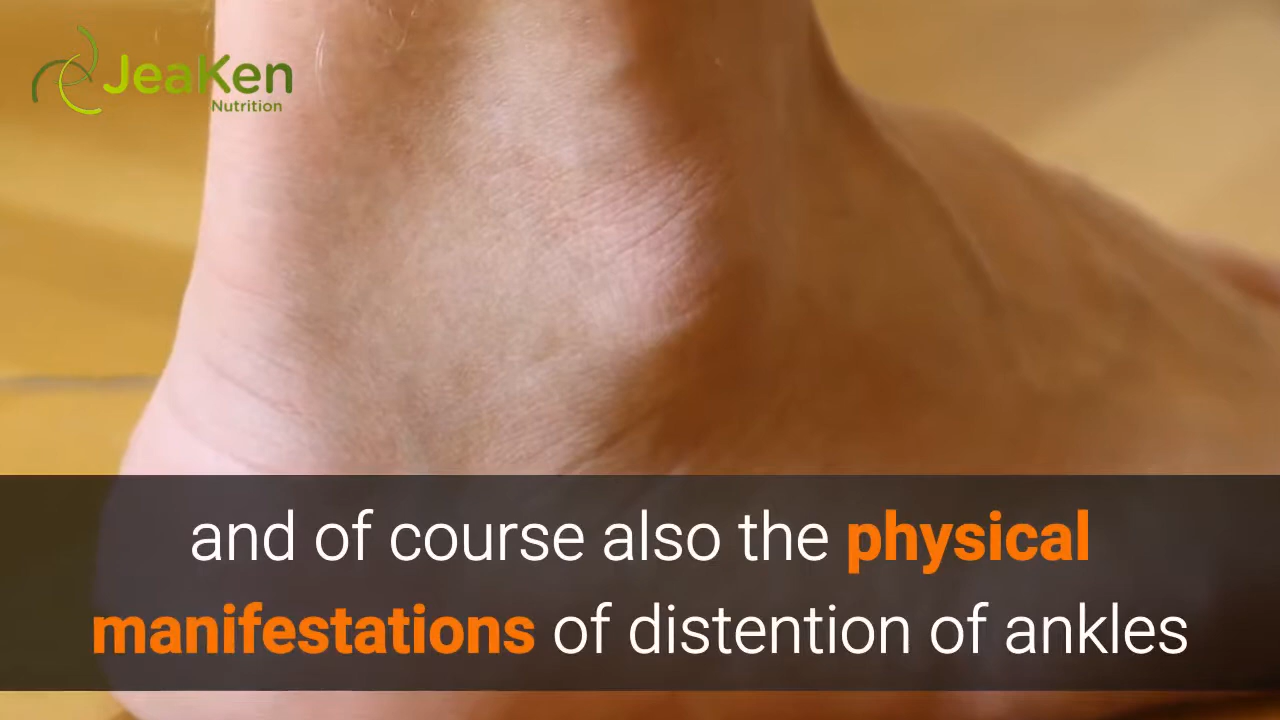 JeaKen
Nutrition
and of course also the physical
manifestations of distention of ankles